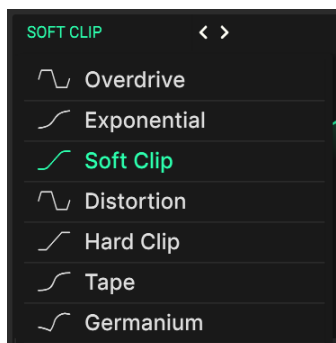 SOFT CLIP
Overdrive
Exponential
Soft Clip
Distortion
Hard Clip
Tape
Germanium